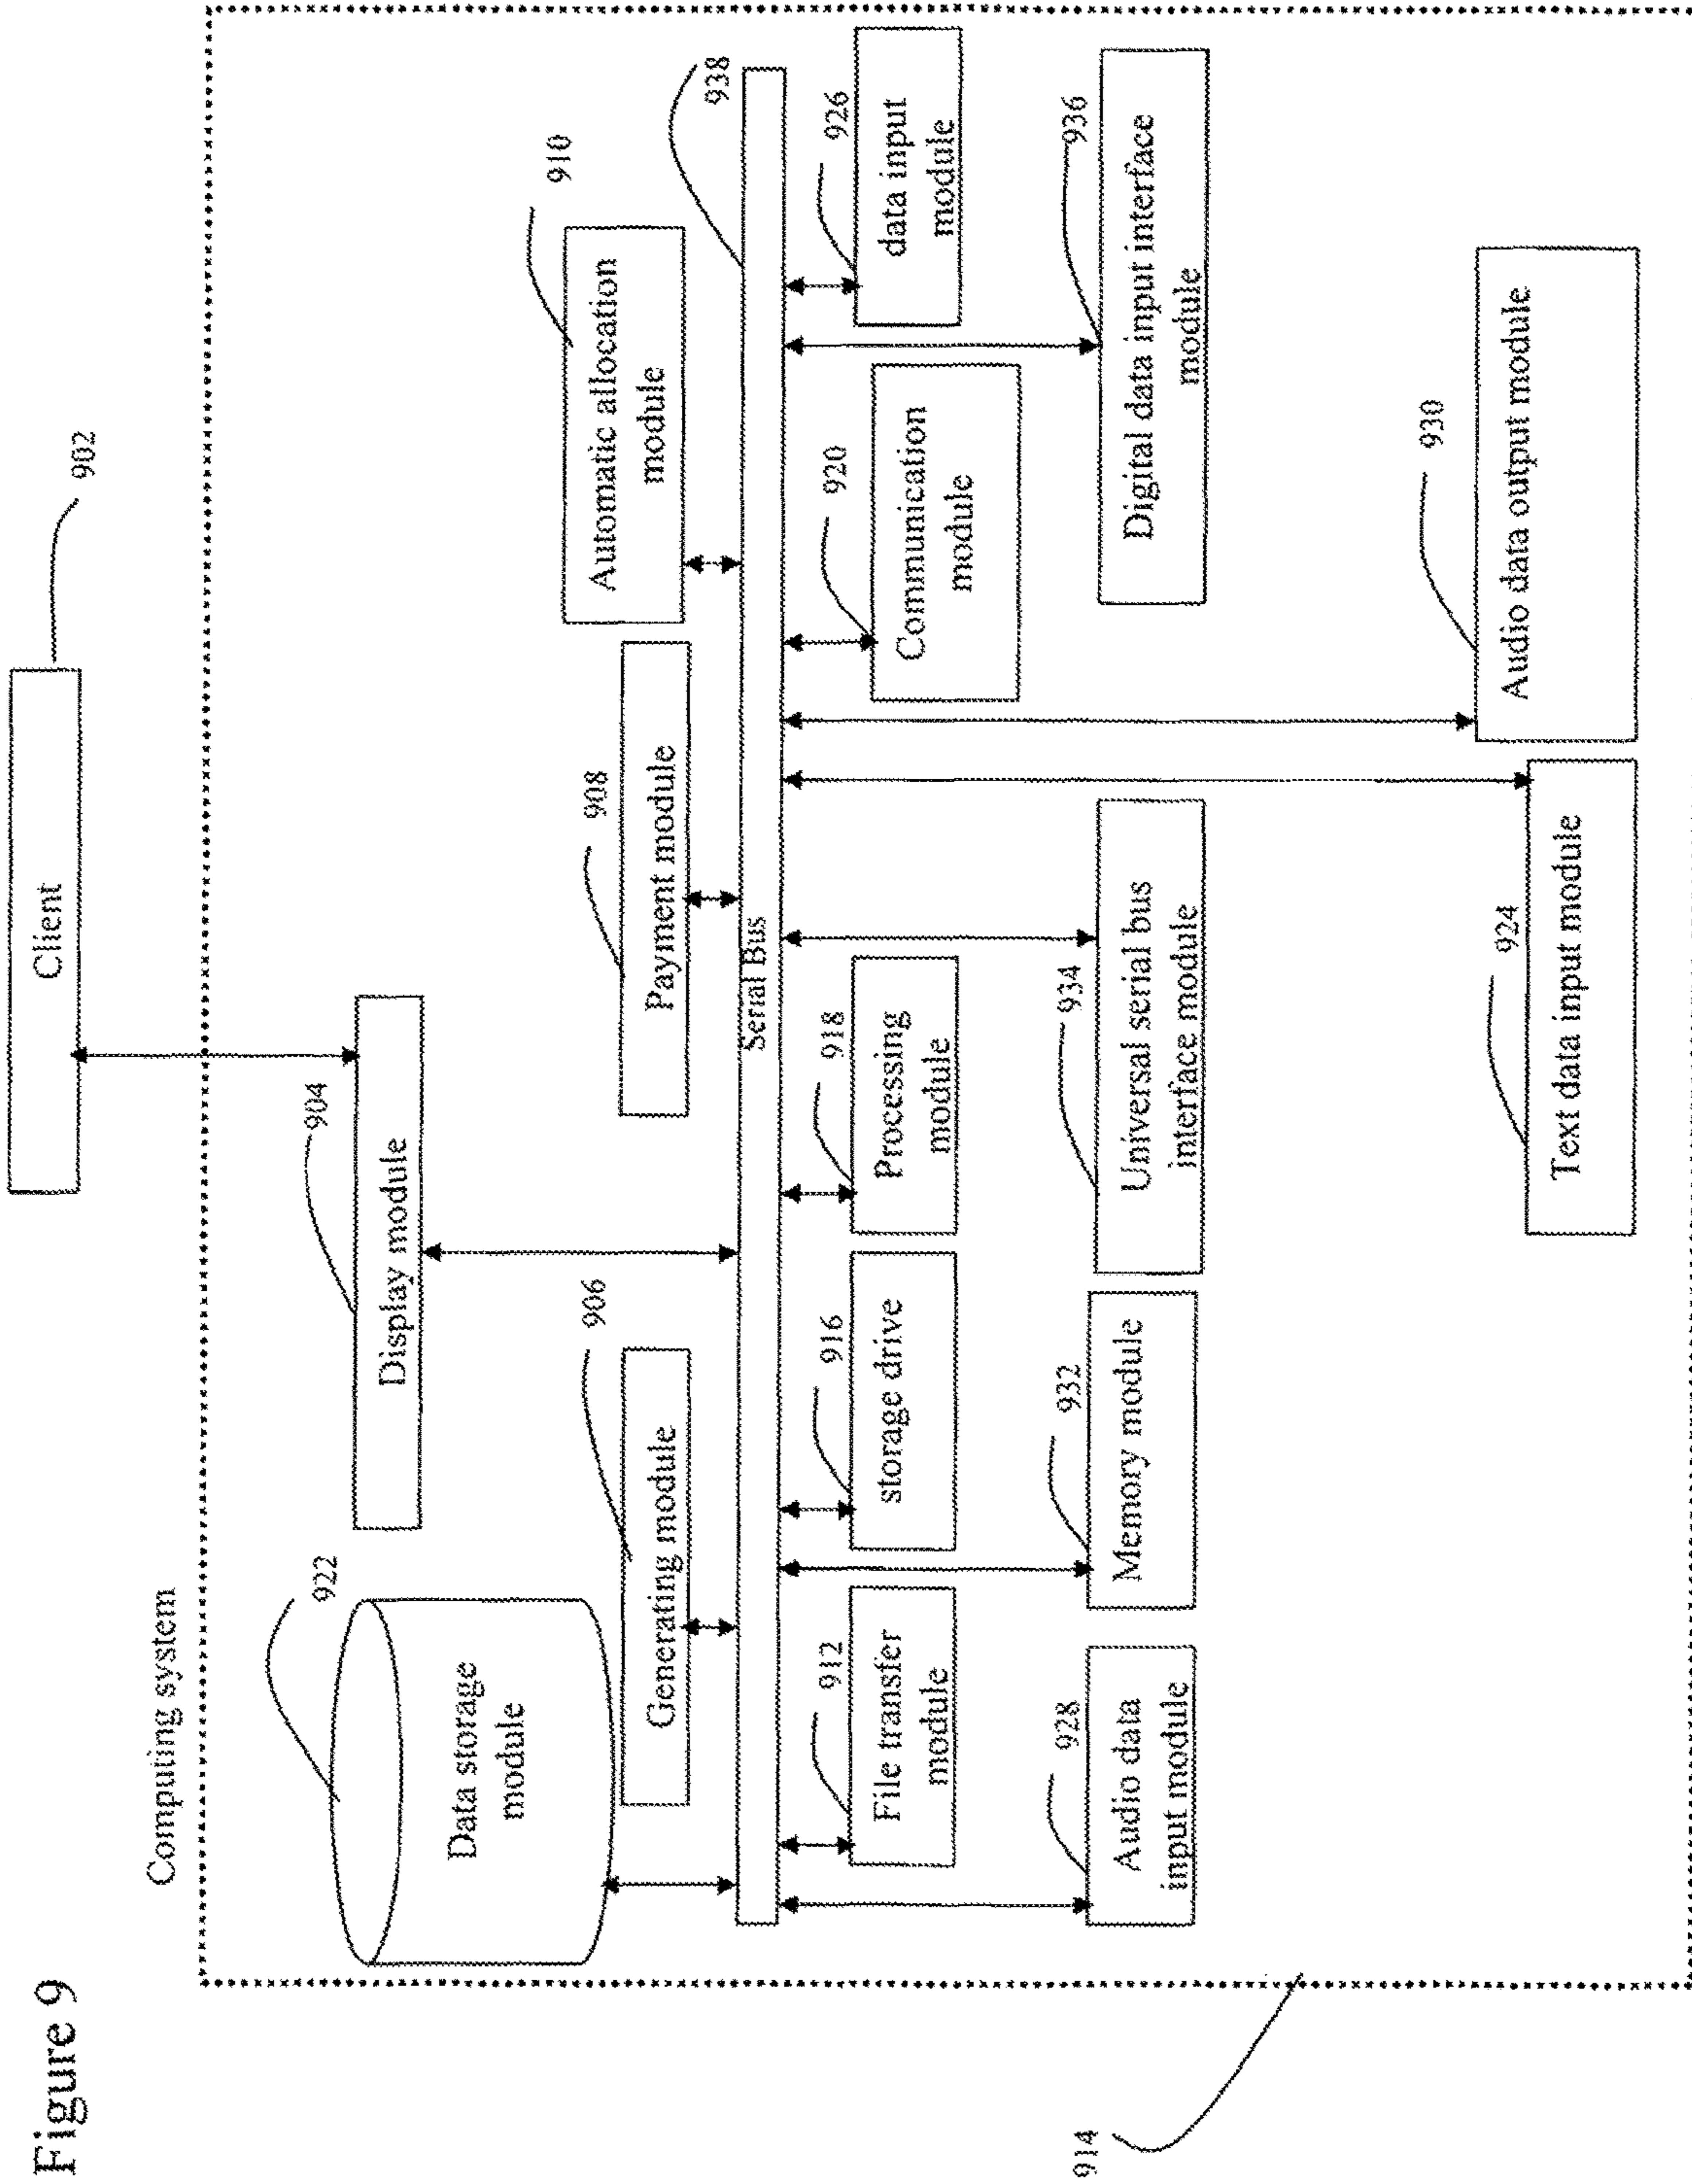 Figure 9
Client
902
Computing system
922
Data storage
module
904
Display module
906
Generating module
908
Payment module
910
Automatic allocation
module
938
Serial Bus
912
File transfer
module
916
storage drive
918
Processing
module
920
Communication
module
926
data input
module
928
Audio data
input module
932
Memory module
934
Universal serial bus
interface module
936
Digital data input interface
module
924
Text data input module
930
Audio data output module
914